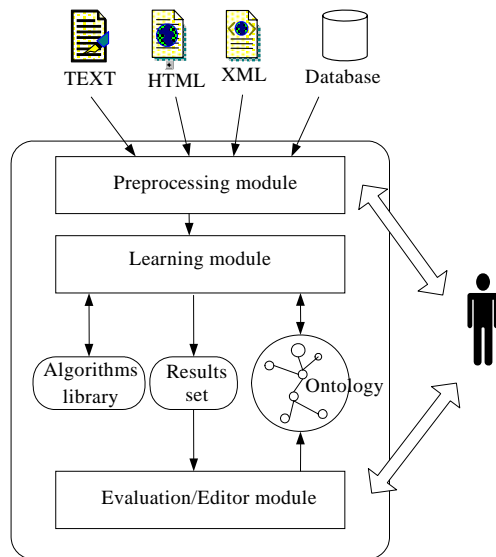 TEXT
HTML
XML
Database
Preprocessing module
Learning module
Algorithms
library
Results
set
Ontology
Evaluation/Editor module